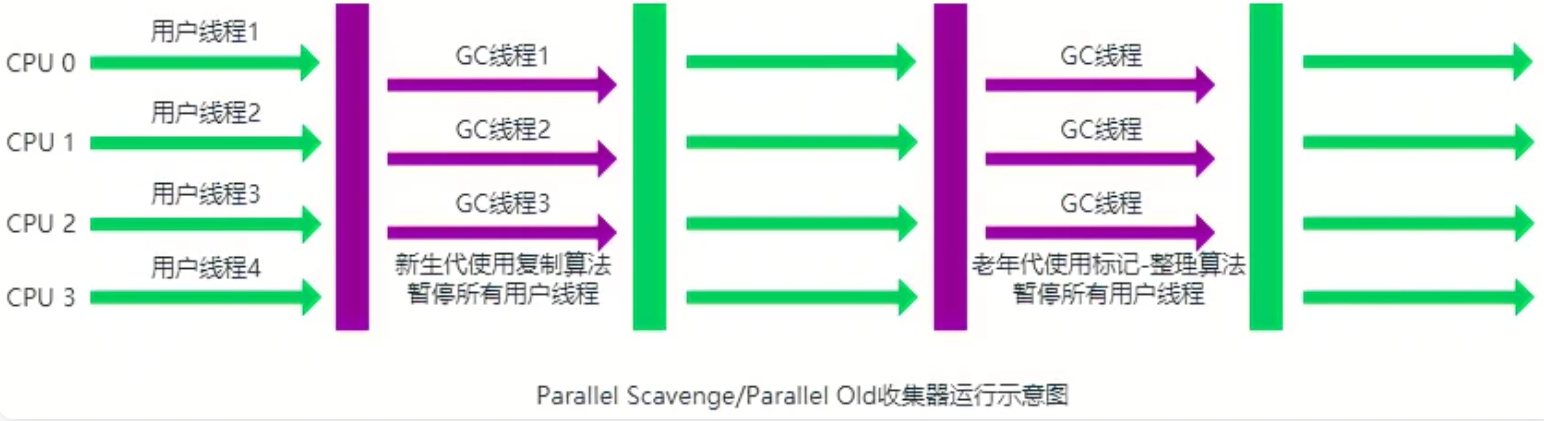 用户线程1
CPU 0
GC线程1
GC线程
用户线程2
CPU 1
GC线程2
GC线程
用户线程3
CPU 2
GC线程3
GC线程
用户线程4
CPU 3
新生代使用复制算法
暂停所有用户线程
老年代使用标记-整理算法
暂停所有用户线程
Parallel Scavenge/Parallel Old收集器运行示意图